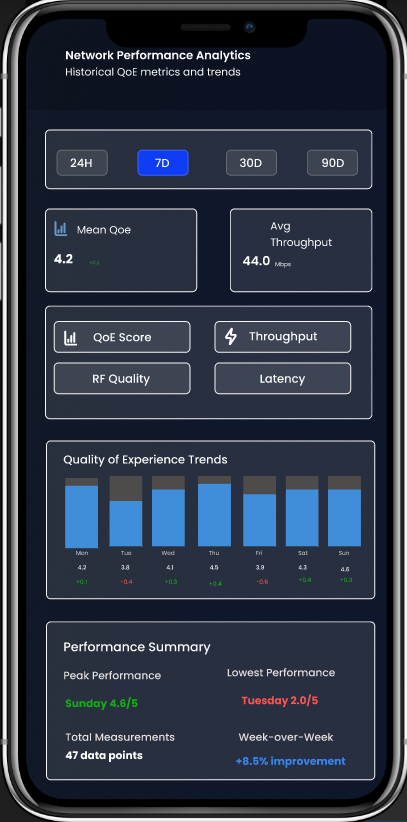 Network Performance Analytics
Historical QoE metrics and trends
24H 7D 30D 90D
Mean Qoe
4.2
Avg
Throughput
44.0 Mbps
QoE Score Throughput
RF Quality Latency
Quality of Experience Trends
Mon Tue Wed Thu Fri Sat Sun
4.2 3.8 4.1 4.5 3.9 4.3 4.6
+0.1 -0.4 +0.3 +0.4 -0.6 +0.4 +0.3
Performance Summary
Peak Performance Lowest Performance
Sunday 4.6/5 Tuesday 2.0/5
Total Measurements Week-over-Week
47 data points +8.5% improvement